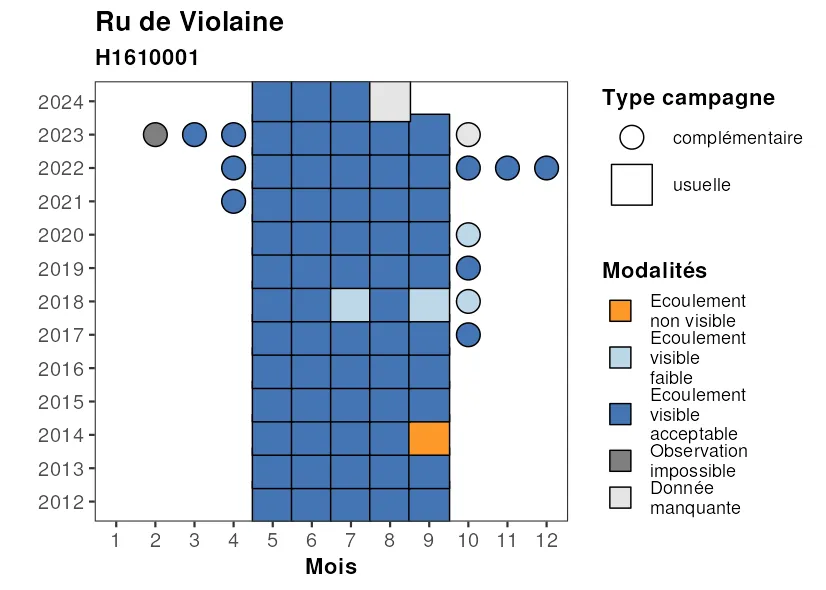 Ru de Violaine
H1610001
2024
2023
2022
2021
2020
2019
2018
2017
2016
2015
2014
2013
2012
1 2 3 4 5 6 7 8 9 10 11 12
Mois
Type campagne
complémentaire
usuelle
Modalités
Ecoulement
non visible
Ecoulement
visible
faible
Ecoulement
visible
acceptable
Observation
impossible
Donnée
manquante